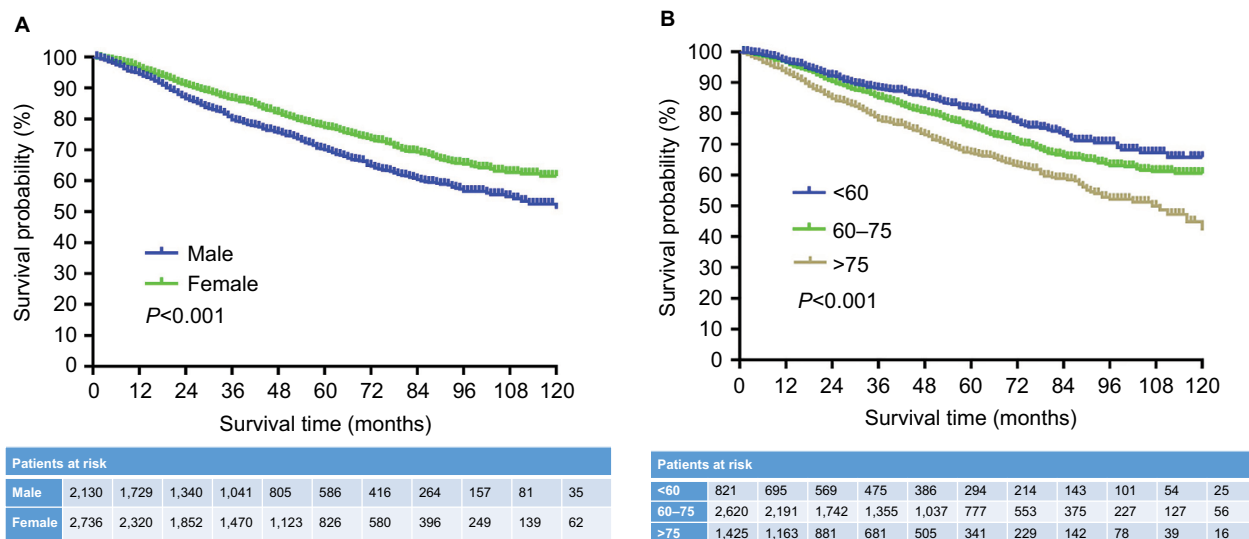 A
Survival probability (%)
100
90
80
70
60
50
40
30
20
10
0
Male
Female
P<0.001
0 12 24 36 48 60 72 84 96 108 120
Survival time (months)
Patients at risk
Male 2,130 1,729 1,340 1,041 805 586 416 264 157 81 35
Female 2,736 2,320 1,852 1,470 1,123 826 580 396 249 139 62
B
Survival probability (%)
100
90
80
70
60
50
40
30
20
10
0
<60
60–75
>75
P<0.001
0 12 24 36 48 60 72 84 96 108 120
Survival time (months)
Patients at risk
<60 821 695 569 475 386 294 214 143 101 54 25
60–75 2,620 2,191 1,742 1,355 1,037 777 553 375 227 127 56
>75 1,425 1,163 881 681 505 341 229 142 78 39 16